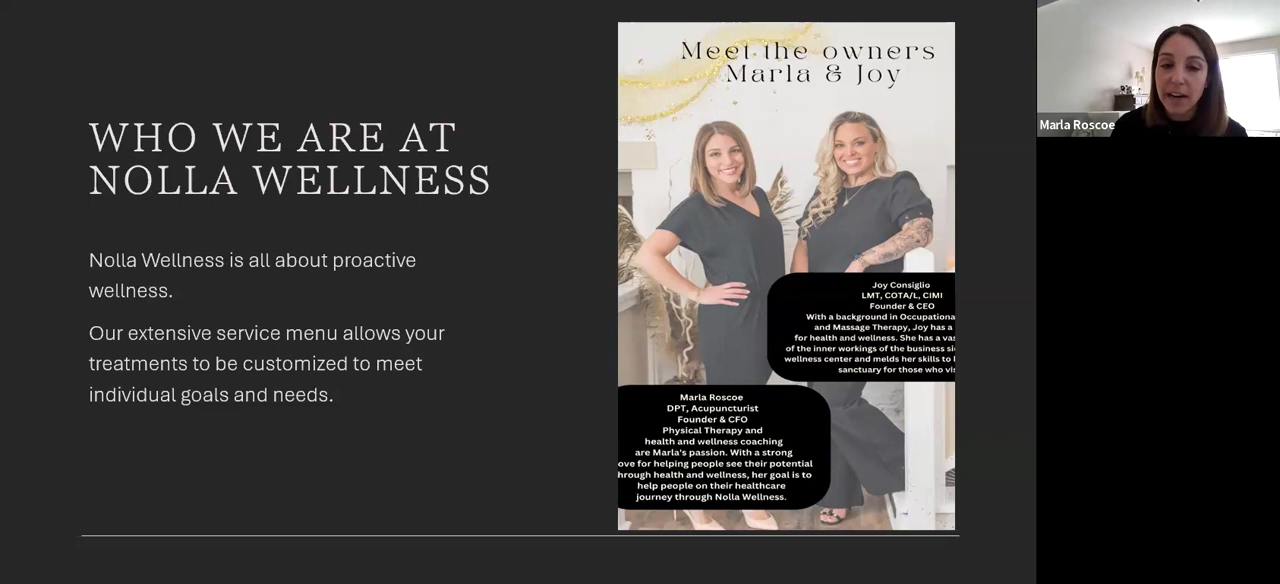 WHO WE ARE AT
NOLLA WELLNESS
Nolla Wellness is all about proactive
wellness.
Our extensive service menu allows your
treatments to be customized to meet
individual goals and needs.
Meet the owners
Marla & Joy
Joy Consiglio
LMT, COTA/L, CIMI
Founder & CEO
With a background in Occupationa
and Massage Therapy, Joy has a
for health and wellness. She has a vas
of the inner workings of the business si
wellness center and melds her skills to
sanctuary for those who vis
Marla Roscoe
DPT, Acupuncturist
Founder & CFO
Physical Therapy and
health and wellness coaching
are Marla's passion. With a strong
ove for helping people see their potential
hrough health and wellness, her goal is to
help people on their healthcare
journey through Nolla Wellness.
Marla Roscoe